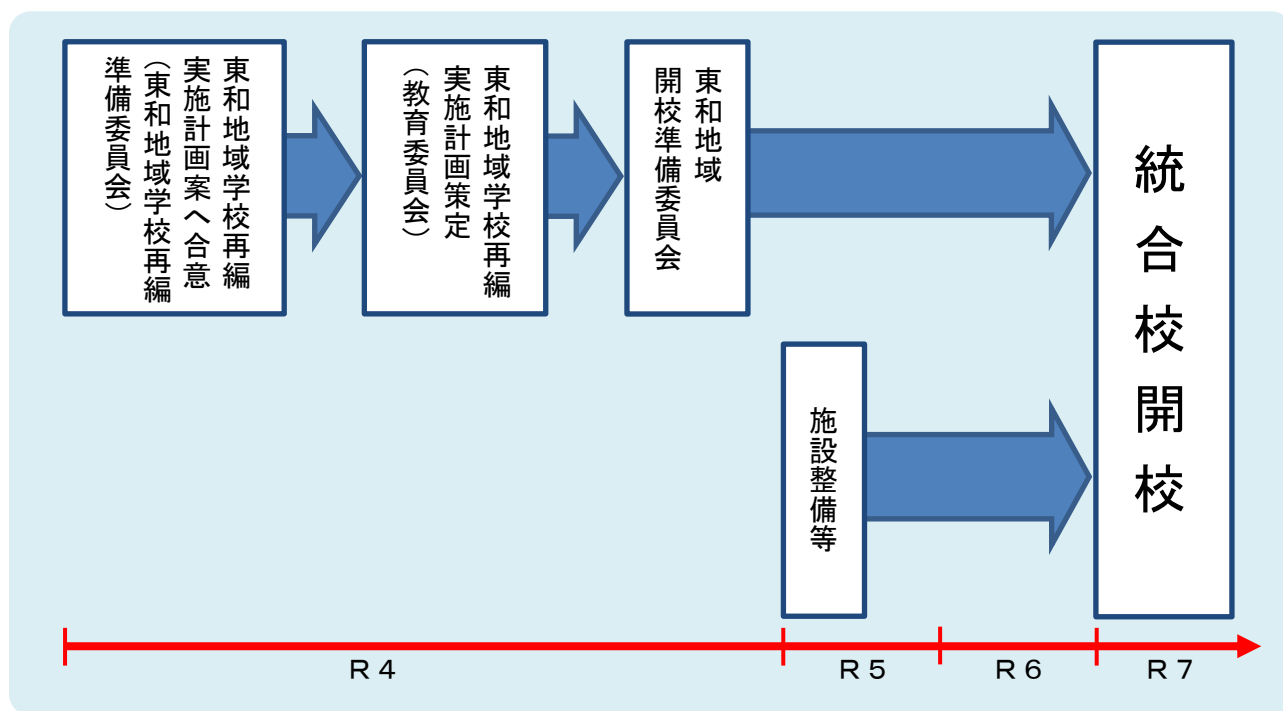 東和地域学校再編
実施計画案へ合意
（東和地域学校再編
準備委員会）
東和地域学校再編
実施計画策定
（教育委員会）
東和地域
開校準備委員会
施設整備等
統合校開校
Ｒ４
Ｒ５
Ｒ６
Ｒ７